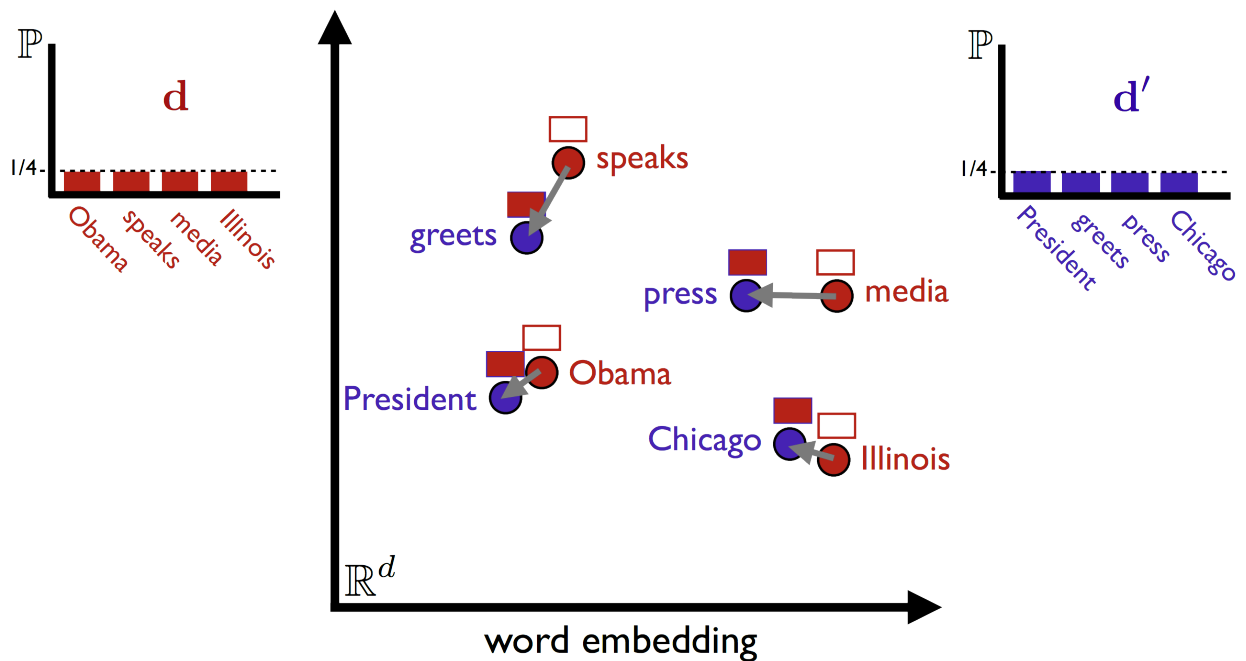 ℙ
d
1/4
Obama
speaks
media
Illinois
speaks
greets
press
media
Obama
President
Chicago
Illinois
ℝᵈ
word embedding
ℙ
d′
1/4
President
greets
press
Chicago